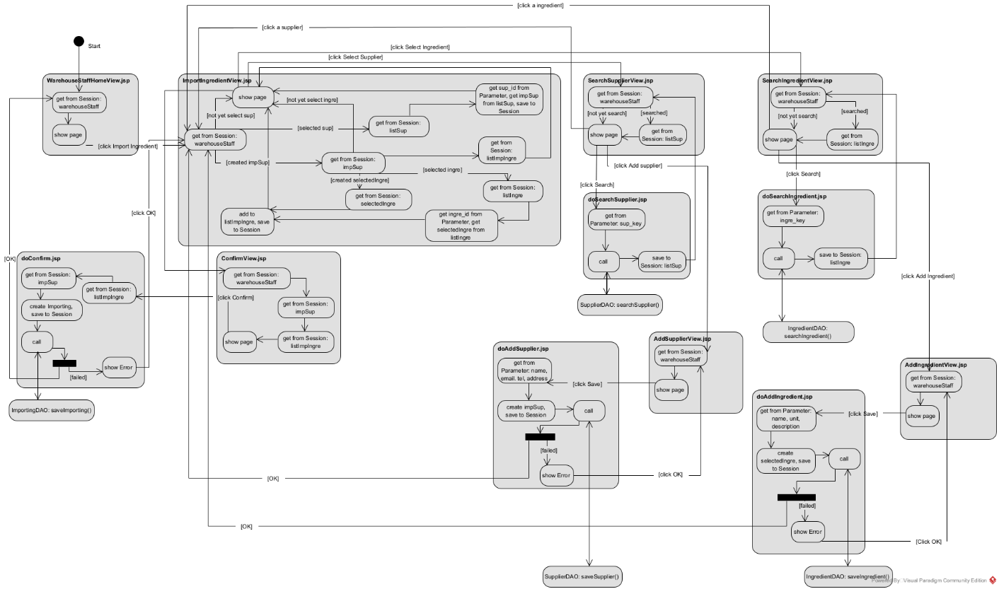 [click a ingredient]
[click a supplier]
Start
[click Select Ingredient]
[click Select Supplier]
WarehouseStaffHomeView.jsp
get from Session:
warehouseStaff
show page
[click Import Ingredient]
ImportIngredientView.jsp
show page
[not yet select sup]
[not yet select ingre]
get sup_id from
Parameter, get impSup
from listSup, save to
Session
get from Session:
warehouseStaff
[selected sup]
get from Session:
listSup
[created impSup]
get from Session:
impSup
get from
Session:
listImpIngre
[selected ingre]
[created selectedIngre]
get from Session:
listIngre
get from Session:
selectedIngre
add to
listImpIngre, save
to Session
get ingre_id from
Parameter, get
selectedIngre from
listIngre
SearchSupplierView.jsp
get from Session:
warehouseStaff
[not yet search]
[searched]
show page
get from
Session: listSup
[click Add supplier]
[click Search]
SearchIngredientView.jsp
get from Session:
warehouseStaff
[not yet search]
[searched]
show page
get from
Session: listIngre
[click Search]
doSearchSupplier.jsp
get from
Parameter: sup_key
call
save to
Session: listSup
SupplierDAO: searchSupplier()
doSearchIngredient.jsp
get from Parameter:
ingre_key
call
save to Session:
listIngre
IngredientDAO:
searchIngredient()
[click Add Ingredient]
[click OK]
[OK]
doConfirm.jsp
get from Session:
impSup
get from Session:
listImpIngre
create Importing,
save to Session
call
[failed]
show Error
ImportingDAO: saveImporting()
ConfirmView.jsp
get from Session:
warehouseStaff
[click Confirm]
get from Session:
impSup
show page
get from Session:
listImpIngre
doAddSupplier.jsp
get from
Parameter: name,
email. tel, address
[click Save]
create impSup,
save to Session
call
[failed]
show Error
[click OK]
[OK]
SupplierDAO: saveSupplier()
AddSupplierView.jsp
get from Session:
warehouseStaff
show page
doAddIngredient.jsp
get from Parameter:
name, unit,
description
[click Save]
create
selectedIngre, save
to Session
call
[failed]
show Error
[Click OK]
[OK]
IngredientDAO: saveIngredient()
AddIngredientView.jsp
get from Session:
warehouseStaff
show page
Powered By Visual Paradigm Community Edition